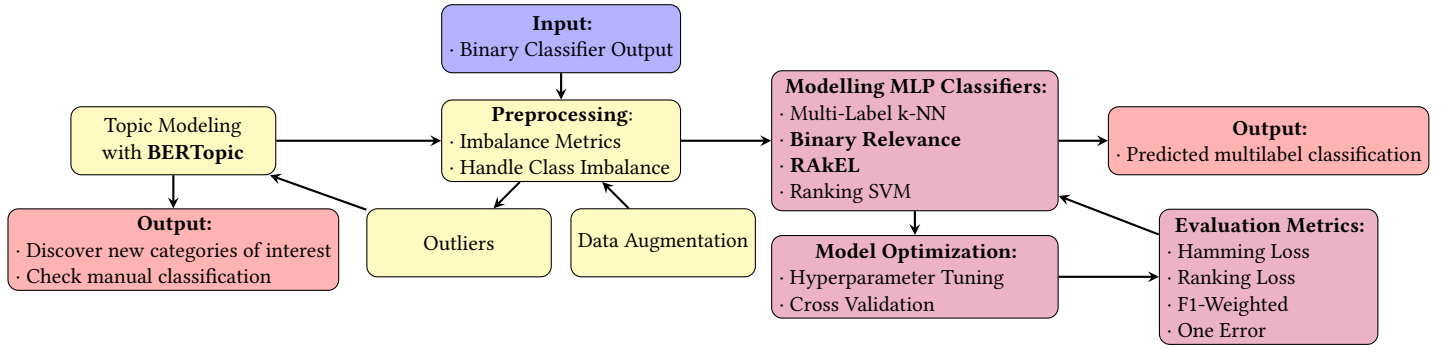 Input:
· Binary Classifier Output
Topic Modeling
with BERTopic
Preprocessing:
· Imbalance Metrics
· Handle Class Imbalance
Modelling MLP Classifiers:
· Multi-Label k-NN
· Binary Relevance
· RAkEL
· Ranking SVM
Output:
· Predicted multilabel classification
Output:
· Discover new categories of interest
· Check manual classification
Outliers
Data Augmentation
Model Optimization:
· Hyperparameter Tuning
· Cross Validation
Evaluation Metrics:
· Hamming Loss
· Ranking Loss
· F1-Weighted
· One Error